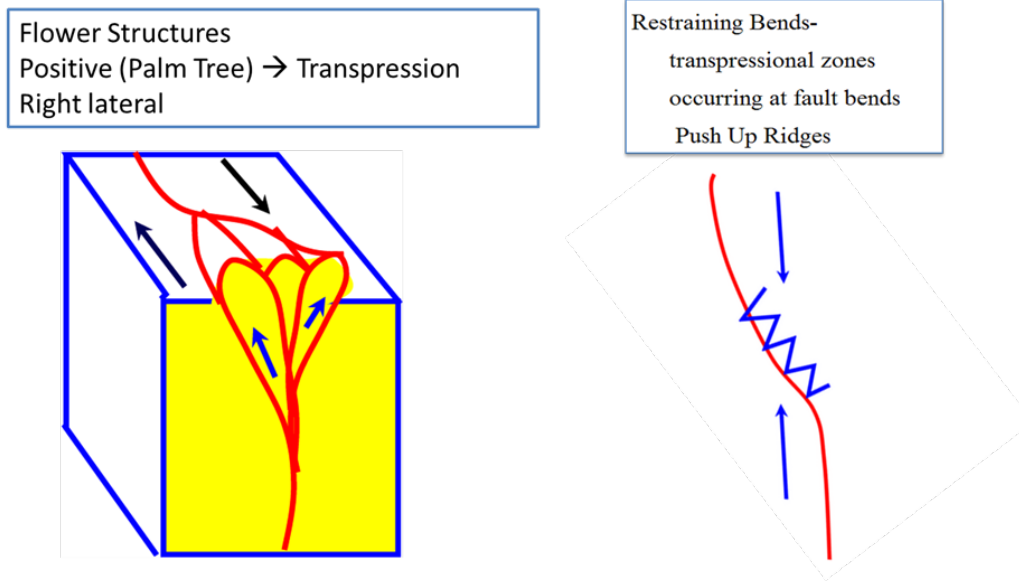 Flower Structures
Positive (Palm Tree) → Transpression
Right lateral
Restraining Bends-
transpressional zones
occurring at fault bends
Push Up Ridges